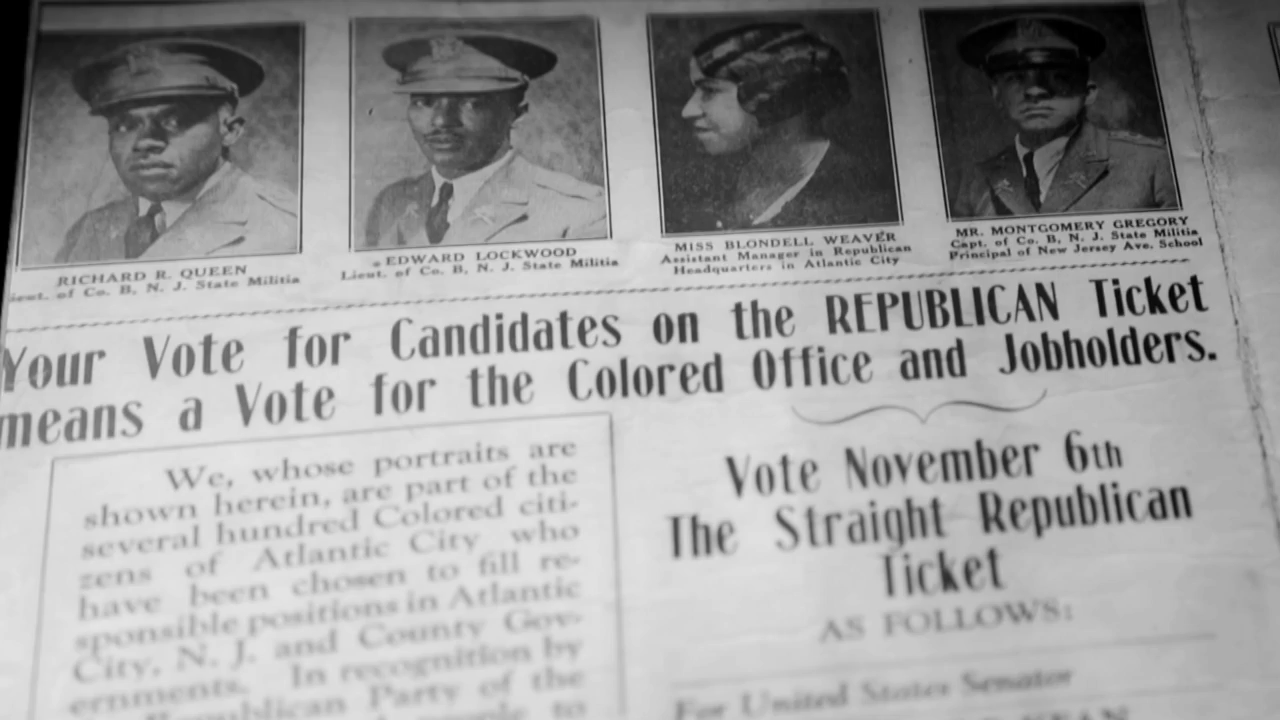 RICHARD R. QUEEN
Lieut. of Co. B, N. J. State Militia
EDWARD LOCKWOOD
Lieut. of Co. B, N. J. State Militia
MISS BLONDELL WEAVER
Assistant Manager in Republican
Headquarters in Atlantic City
MR. MONTGOMERY GREGORY
Capt. of Co. B, N. J. State Militia
Principal of New Jersey Ave. School
Your Vote for Candidates on the REPUBLICAN Ticket
means a Vote for the Colored Office and Jobholders.
We, whose portraits are
shown herein, are part of the
several hundred Colored citi-
zens of Atlantic City who
have been chosen to fill re-
sponsible positions in Atlantic
City, N. J. and County Gov-
ernments. In recognition by
Republican Party of the
people to
Vote November 6th
The Straight Republican
Ticket
AS FOLLOWS:
For United States Senator
KEAN